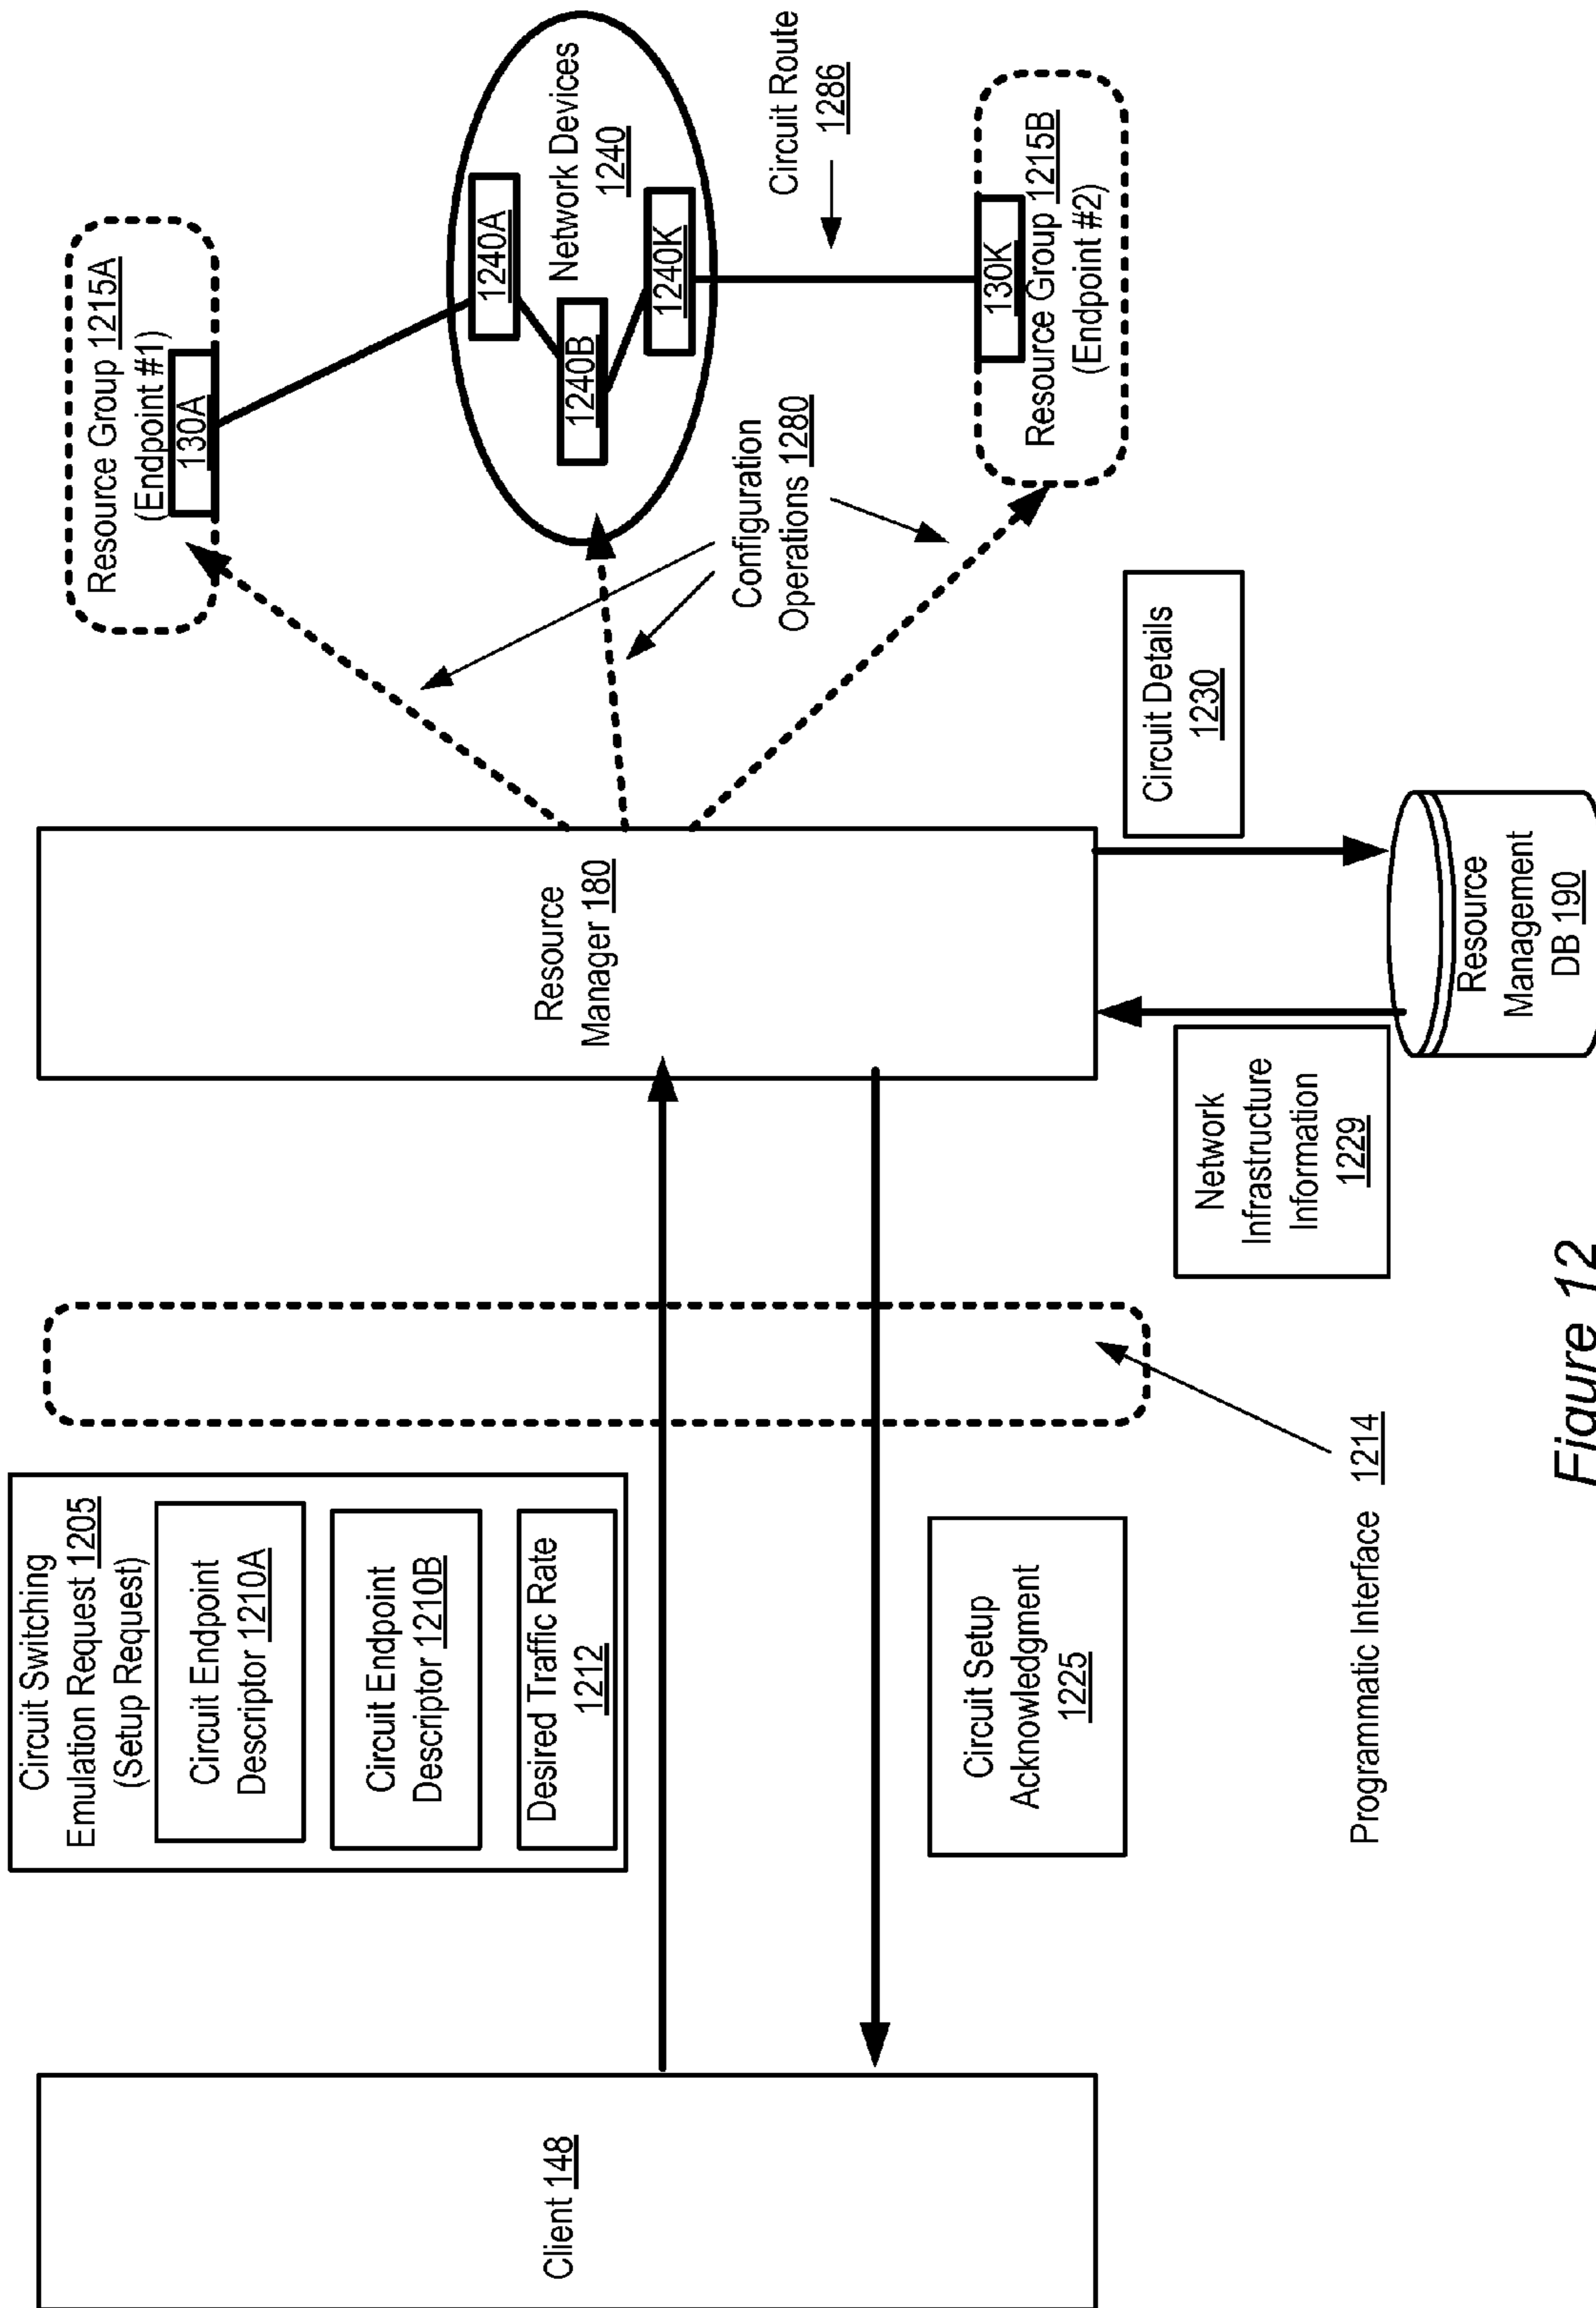 Client 148
Circuit Switching
Emulation Request 1205
(Setup Request)
Circuit Endpoint
Descriptor 1210A
Circuit Endpoint
Descriptor 1210B
Desired Traffic Rate
1212
Circuit Setup
Acknowledgment
1225
Programmatic Interface 1214
Resource
Manager 180
Network
Infrastructure
Information
1229
Circuit Details
1230
Resource
Management
DB 190
Configuration
Operations 1280
Resource Group 1215A
(Endpoint #1)
130A
1240A
1240B
1240K
Network Devices
1240
Circuit Route
1286
130K
Resource Group 1215B
(Endpoint #2)
Figure 12